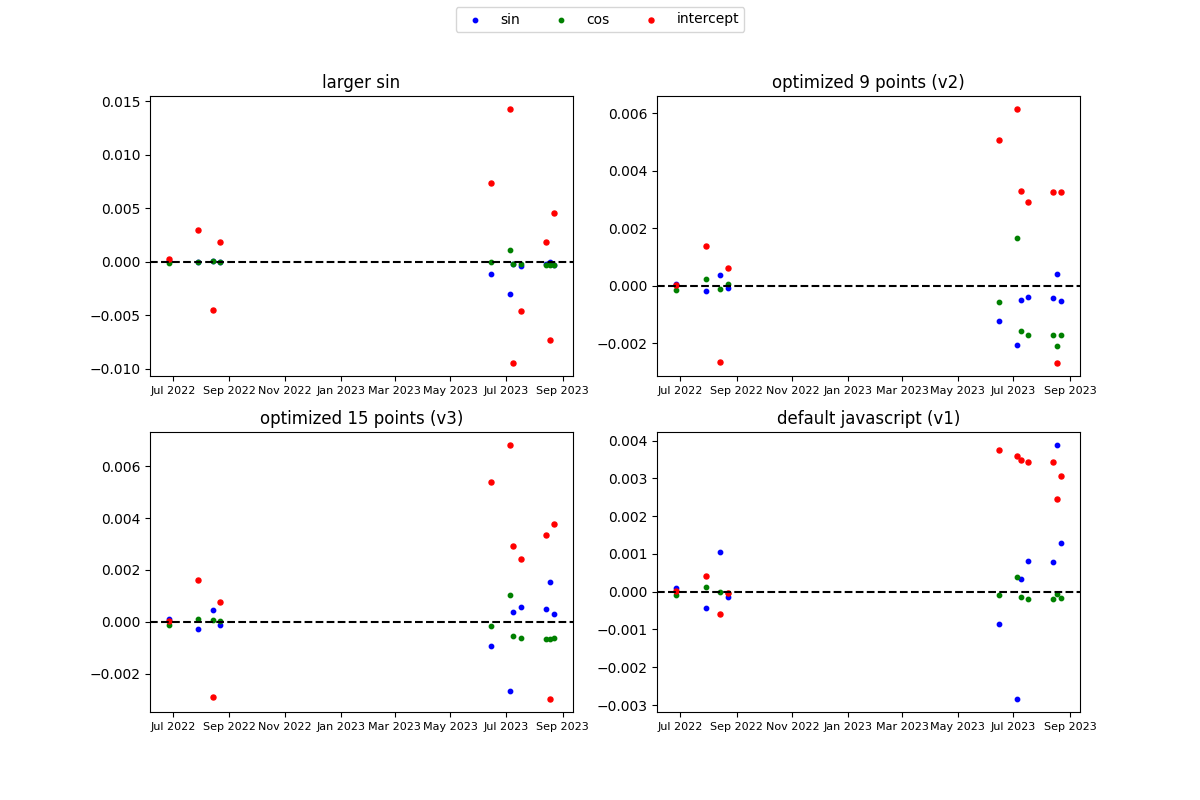 sin cos intercept
larger sin
0.015
0.010
0.005
0.000
−0.005
−0.010
Jul 2022 Sep 2022 Nov 2022 Jan 2023 Mar 2023 May 2023 Jul 2023 Sep 2023
optimized 9 points (v2)
0.006
0.004
0.002
0.000
−0.002
Jul 2022 Sep 2022 Nov 2022 Jan 2023 Mar 2023 May 2023 Jul 2023 Sep 2023
optimized 15 points (v3)
0.006
0.004
0.002
0.000
−0.002
Jul 2022 Sep 2022 Nov 2022 Jan 2023 Mar 2023 May 2023 Jul 2023 Sep 2023
default javascript (v1)
0.004
0.003
0.002
0.001
0.000
−0.001
−0.002
−0.003
Jul 2022 Sep 2022 Nov 2022 Jan 2023 Mar 2023 May 2023 Jul 2023 Sep 2023